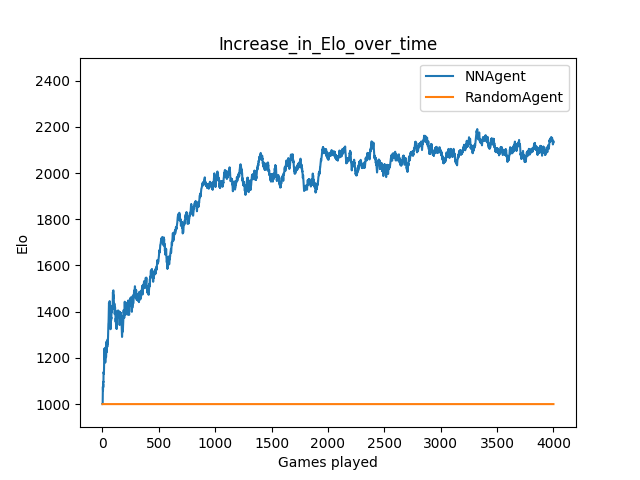 Increase_in_Elo_over_time
NNAgent
RandomAgent
2400
2200
2000
1800
1600
1400
1200
1000
Elo
0 500 1000 1500 2000 2500 3000 3500 4000
Games played